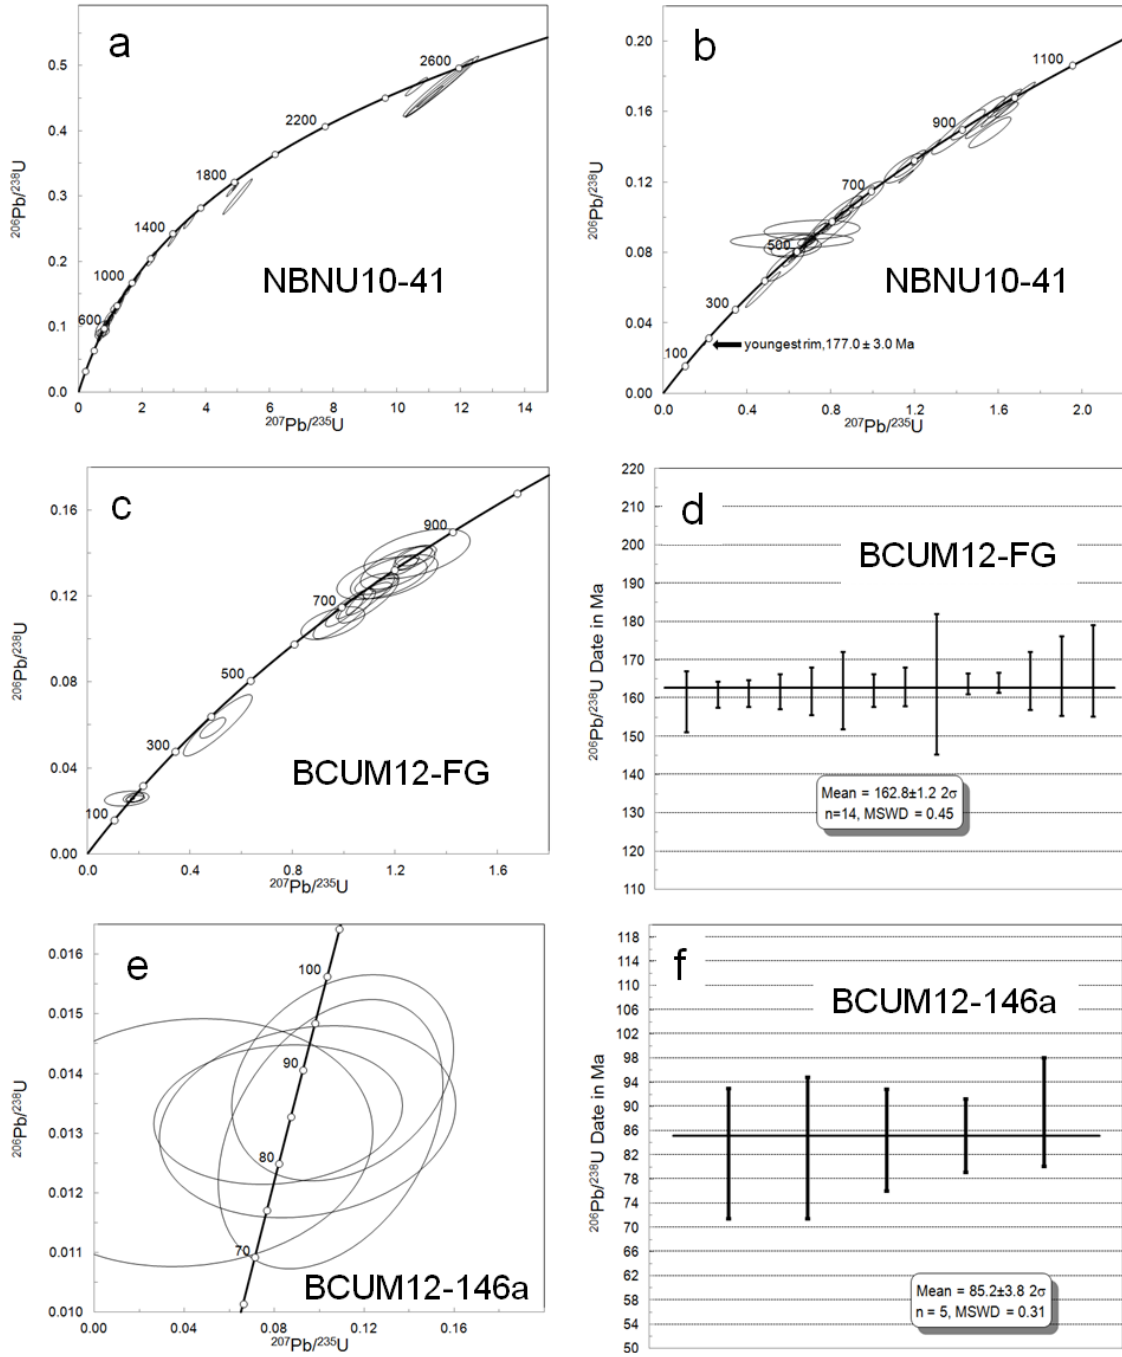 a
0.5
0.4
0.3
0.2
0.1
0.0
²⁰⁶Pb/²³⁸U
2600
2200
1800
1400
1000
600
NBNU10-41
0 2 4 6 8 10 12 14
²⁰⁷Pb/²³⁵U
b
0.20
0.16
0.12
0.08
0.04
0.00
²⁰⁶Pb/²³⁸U
1100
900
700
500
300
100
NBNU10-41
youngest rim,177.0 ± 3.0 Ma
0.0 0.4 0.8 1.2 1.6 2.0
²⁰⁷Pb/²³⁵U
c
0.16
0.12
0.08
0.04
0.00
²⁰⁶Pb/²³⁸U
900
700
500
300
100
BCUM12-FG
0.0 0.4 0.8 1.2 1.6
²⁰⁷Pb/²³⁵U
d
BCUM12-FG
220
210
200
190
180
170
160
150
140
130
120
110
²⁰⁶Pb/²³⁸U Date in Ma
Mean = 162.8±1.2 2σ
n=14, MSWD = 0.45
e
0.016
0.015
0.014
0.013
0.012
0.011
0.010
²⁰⁶Pb/²³⁸U
100
90
80
70
BCUM12-146a
0.00 0.04 0.08 0.12 0.16
²⁰⁷Pb/²³⁵U
f
BCUM12-146a
118
114
110
106
102
98
94
90
86
82
78
74
70
66
62
58
54
50
²⁰⁶Pb/²³⁸U Date in Ma
Mean = 85.2±3.8 2σ
n = 5, MSWD = 0.31